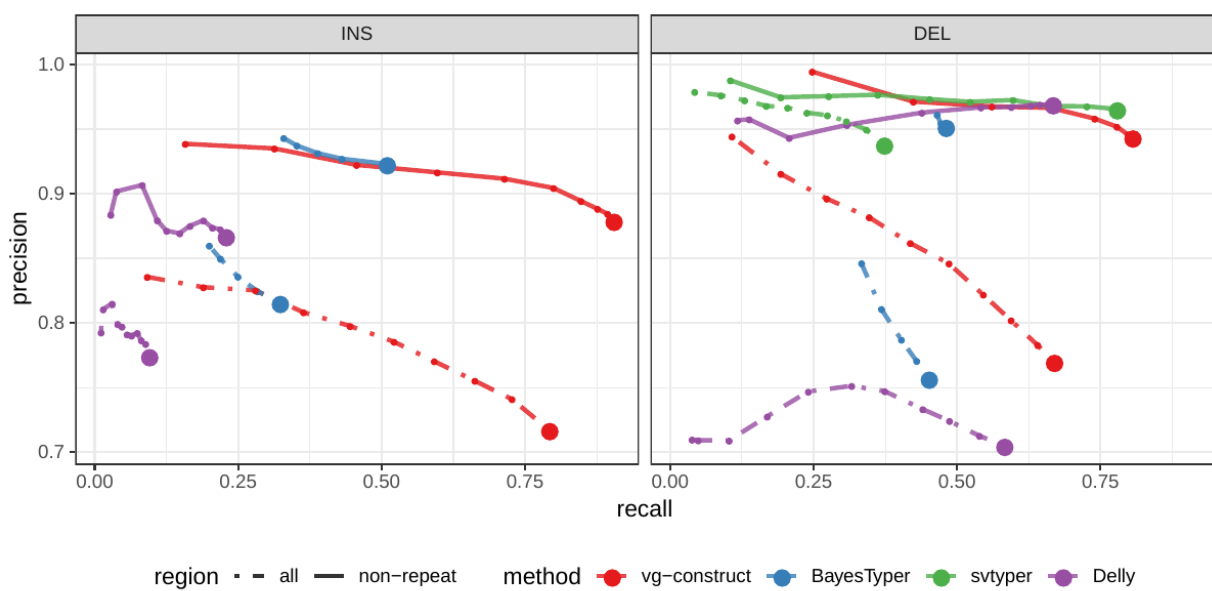 INS DEL
1.0
0.9
0.8
0.7
precision
0.00 0.25 0.50 0.75 0.00 0.25 0.50 0.75
recall
region all non−repeat method vg−construct BayesTyper svtyper Delly